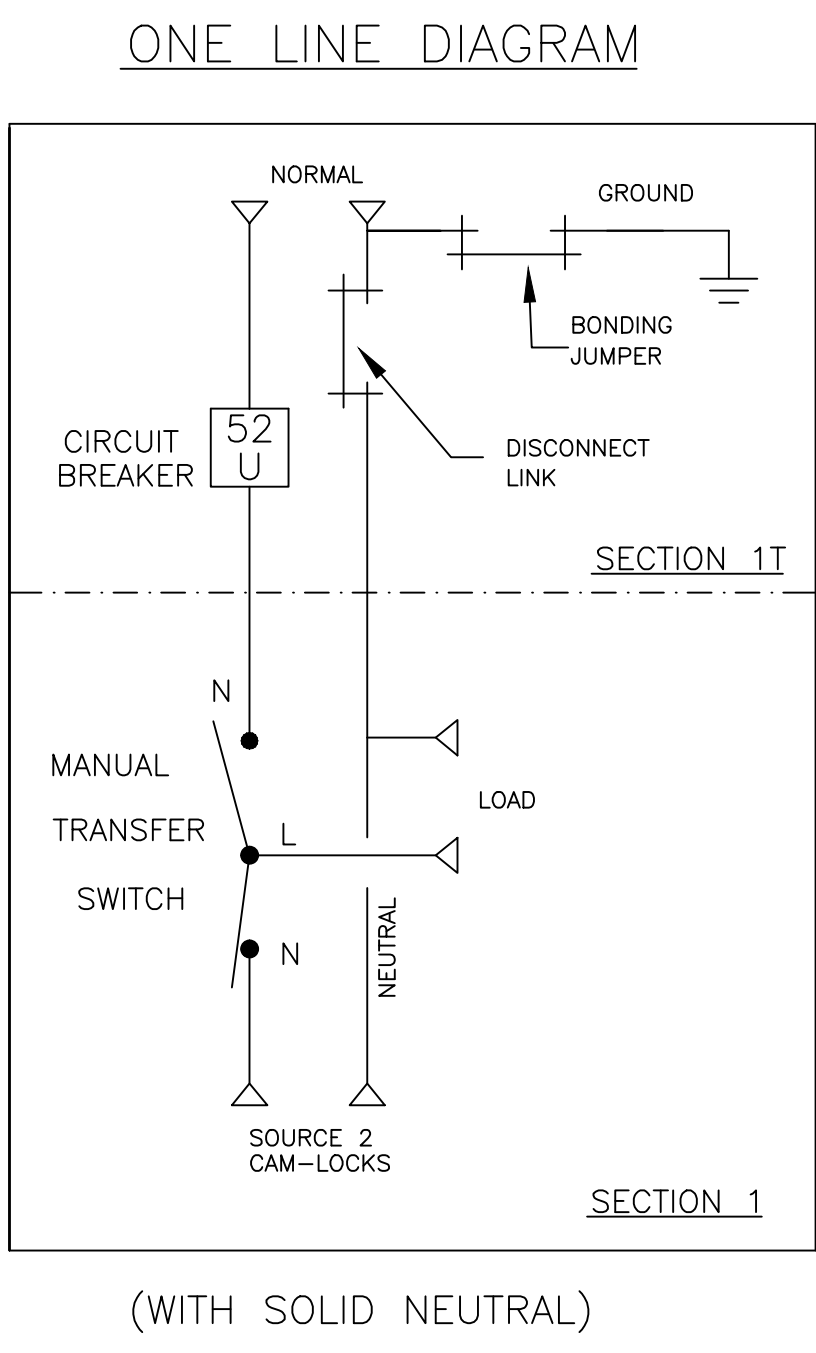 ONE LINE DIAGRAM
NORMAL
GROUND
BONDING
JUMPER
52
U
CIRCUIT
BREAKER
DISCONNECT
LINK
SECTION 1T
N
MANUAL
TRANSFER
SWITCH
L
LOAD
N
NEUTRAL
SOURCE 2
CAM-LOCKS
SECTION 1
(WITH SOLID NEUTRAL)